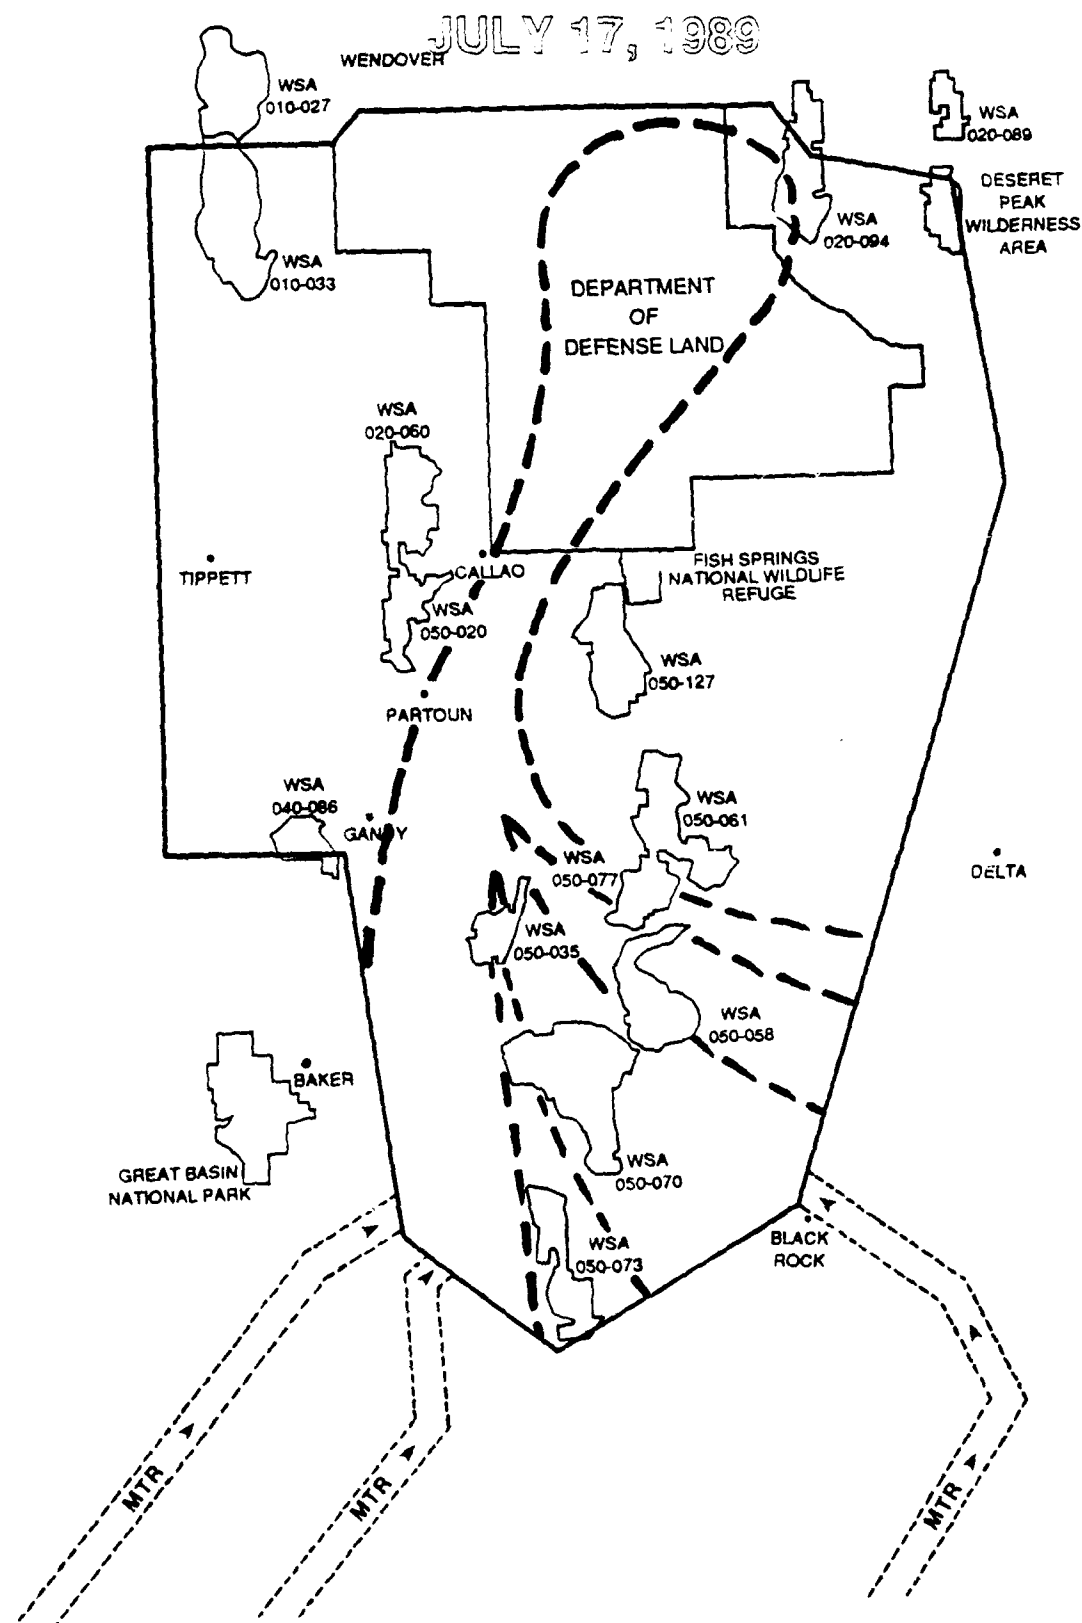 JULY 17, 1989
WENDOVER
WSA
010-027
WSA
020-089
DESERET
PEAK
WILDERNESS
AREA
WSA
020-094
WSA
010-033
DEPARTMENT
OF
DEFENSE LAND
WSA
020-060
TIPPETT
CALLAO
FISH SPRINGS
NATIONAL WILDLIFE
REFUGE
WSA
050-020
WSA
050-127
PARTOUN
WSA
040-086
GANDY
WSA
050-061
WSA
050-077
DELTA
WSA
050-035
WSA
050-058
BAKER
GREAT BASIN
NATIONAL PARK
WSA
050-070
WSA
050-073
BLACK
ROCK
MTR
MTR
MTR